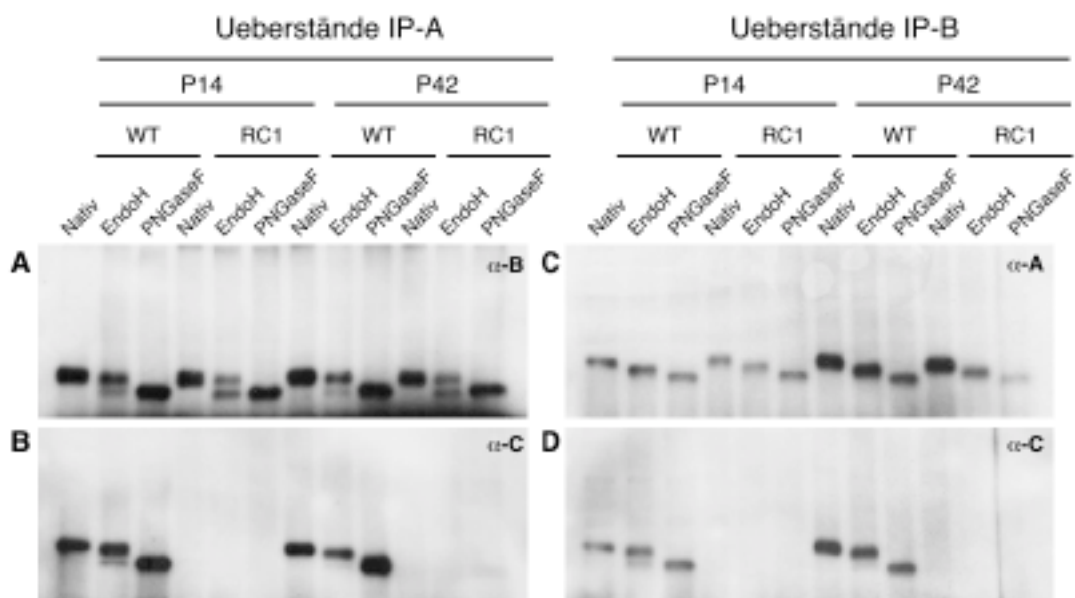 Ueberstände IP-A Ueberstände IP-B
P14 P42 P14 P42
WT RC1 WT RC1 WT RC1 WT RC1
Nativ EndoH PNGaseF Nativ EndoH PNGaseF Nativ EndoH PNGaseF Nativ EndoH PNGaseF Nativ EndoH PNGaseF Nativ EndoH PNGaseF Nativ EndoH PNGaseF Nativ EndoH PNGaseF
A α-B C α-A
B α-C D α-C